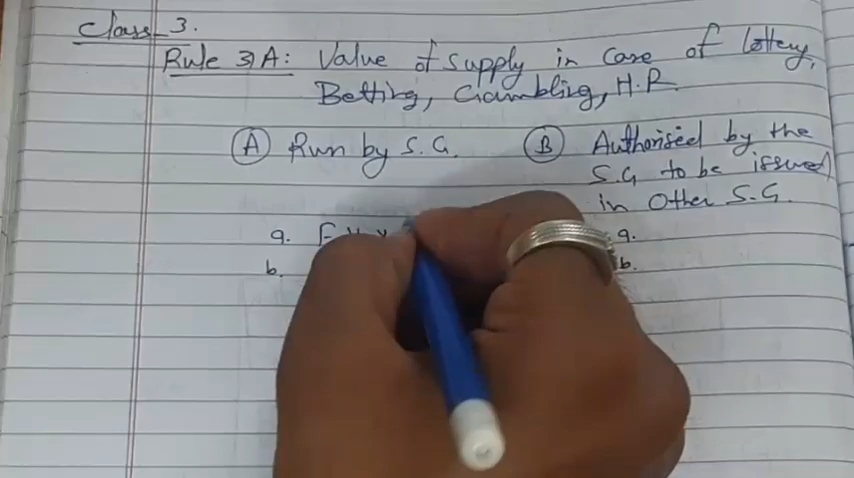 Class-3.
Rule 31A: Value of supply in Case of lottery,
Betting, Gambling, H.R.
(A) Run by S.G.
(B) Authorised by the
S.G to be issued
in Other S.G.
a. a.
b. b.